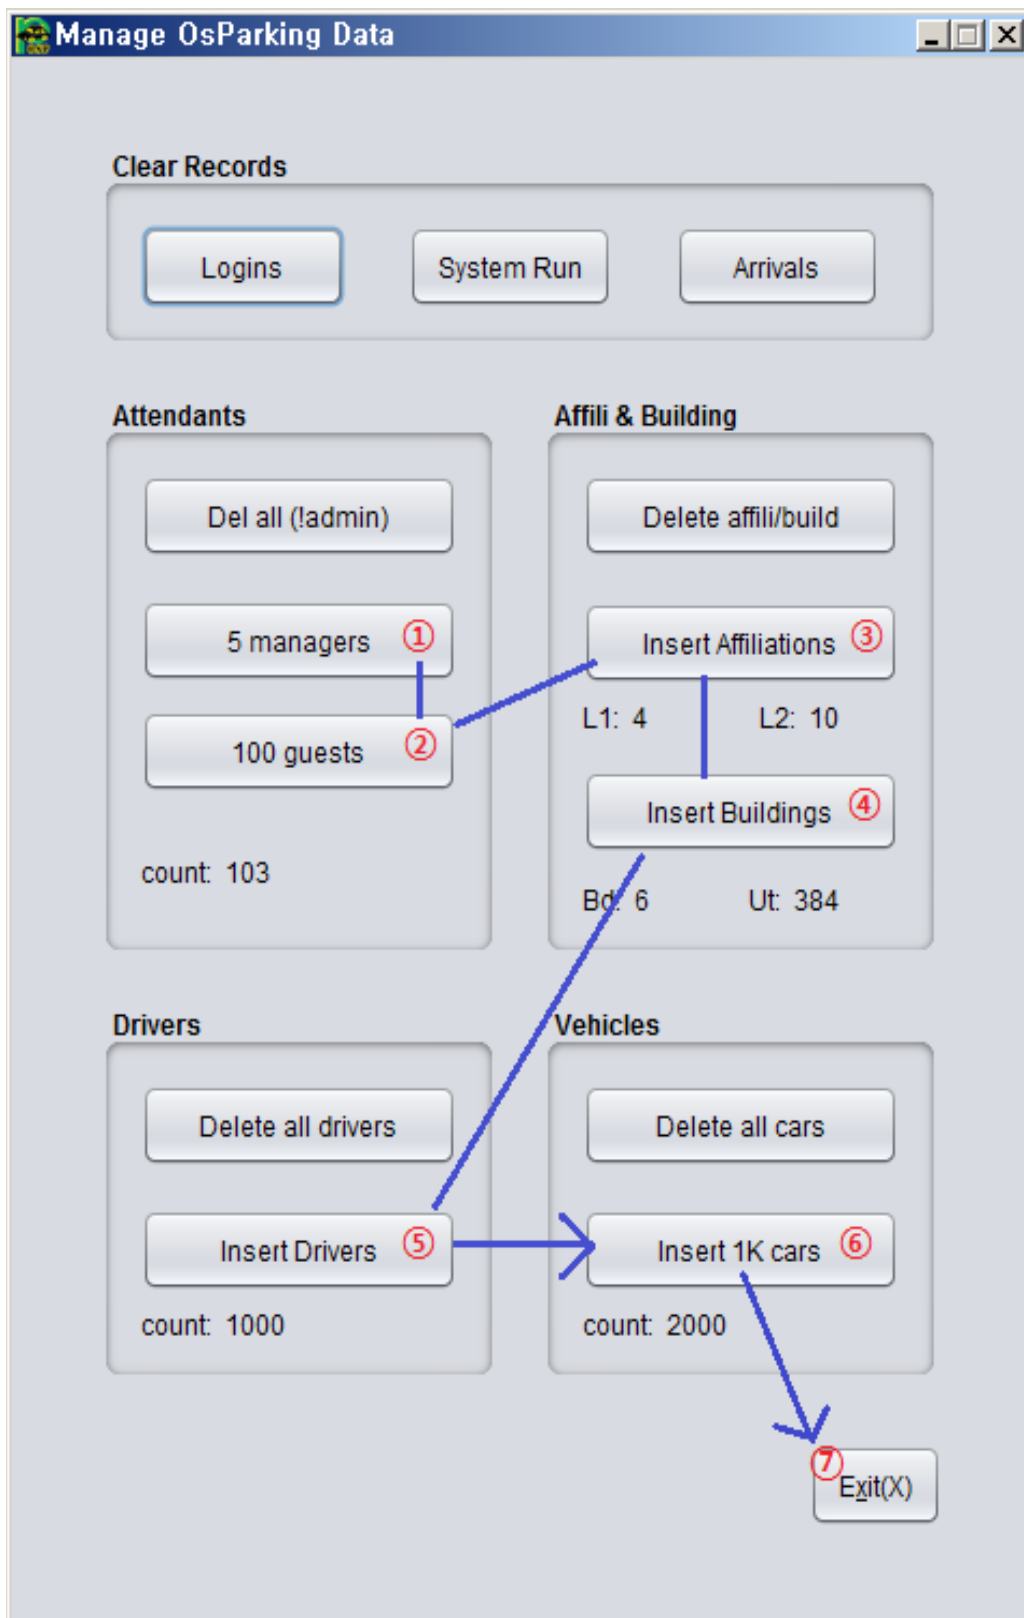 Manage OsParking Data
Clear Records
Logins
System Run
Arrivals
Attendants
Del all (!admin)
5 managers ①
100 guests ②
count: 103
Affili & Building
Delete affili/build
Insert Affiliations ③
L1: 4 L2: 10
Insert Buildings ④
Bd: 6 Ut: 384
Drivers
Delete all drivers
Insert Drivers ⑤
count: 1000
Vehicles
Delete all cars
Insert 1K cars ⑥
count: 2000
⑦
Exit(X)